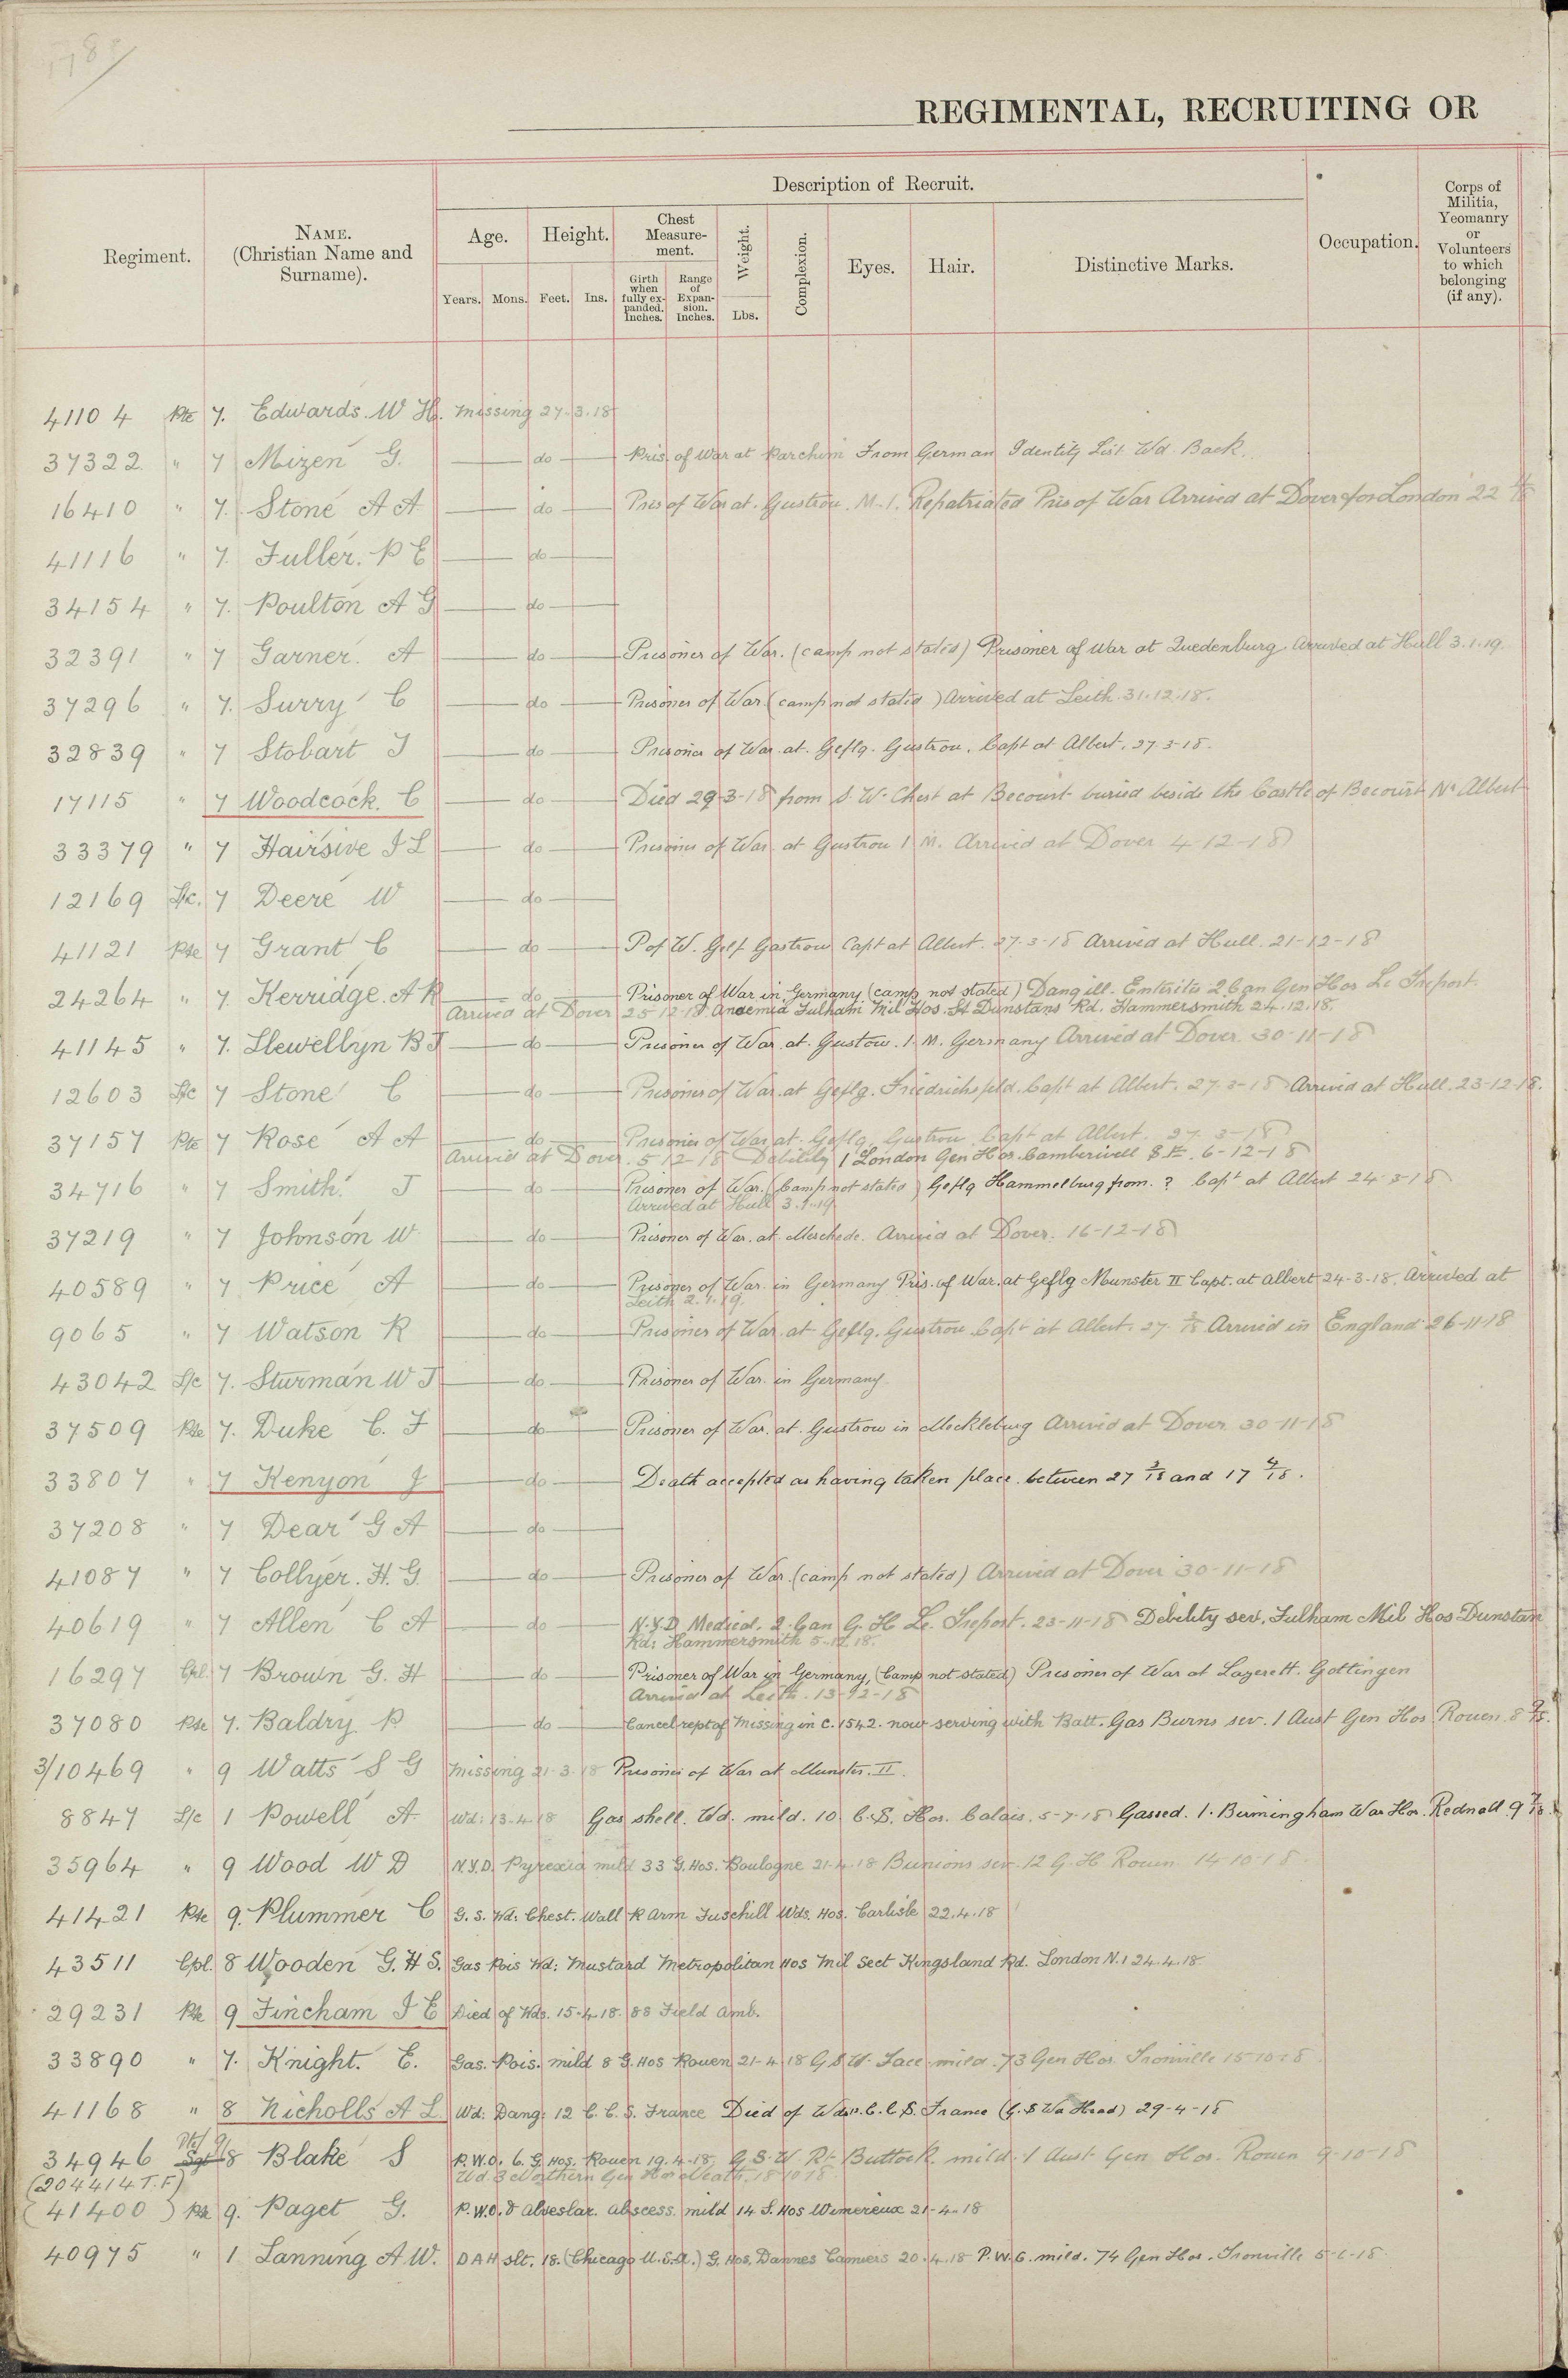 REGIMENTAL, RECRUITING OR
Regiment.
NAME.
(Christian Name and
Surname).
Description of Recruit.
Age.
Height.
Chest
Measure-
ment.
Weight.
Complexion.
Eyes.
Hair.
Distinctive Marks.
Occupation.
Corps of
Militia,
Yeomanry
or
Volunteers
to which
belonging
(if any).
Years.
Mons.
Feet.
Ins.
Girth
when
fully ex-
panded.
Inches.
Range
of
Expan-
sion.
Inches.
Lbs.
41104 Pte 7. Edwards. W H. Missing 27.3.18
37322 " 7 Mizen G. do Pris. of War at Parchim From German Identity List. Wd. Back.
16410 " 7. Stone A A do Pris of War at. Gustrow. M.1. Repatriated Pris of War Arrived at Dover for London 22
41116 " 7. Fuller. P E do
34154 " 7. Poulton A G do
32391 " 7 Garner. A do Prisoner of War. (camp not stated) Prisoner of War at Quedenburg. Arrived at Hull 3.1.19.
37296 " 7. Surry C do Prisoner of War (camp not stated) Arrived at Leith. 31.12.18.
32839 " 7 Stobart J do Prisoner of War. at. Geflg. Gustrow. Capt at Albert. 27.3-18.
17115 " 7 Woodcock. C do Died 29-3-18 from S. W. Chest at Becourt buried beside the Castle of Becourt Nr Albert
33379 " 7 Hairsive J L do Prisoner of War at Gustrow 1 M. Arrived at Dover 4-12-18
12169 L/c. 7 Deere W do
41121 Pte 7 Grant C do P of W. Gelf Gastrow Capt at Albert. 27-3-18 Arrived at Hull. 21-12-18
24264 " 7. Kerridge. A R do Prisoner of War in Germany (camp not stated) Dang ill. Enteritis 2 Can Gen Hos Le Treport.
Arrived at Dover 25-12-18. Anaemia Fulham Mil Hos. St Dunstans Rd. Hammersmith 24.12.18.
41145 " 7. Llewellyn B J do Prisoner of War. at. Gustow. 1. M. Germany Arrived at Dover. 30-11-18
12603 L/c 7 Stone C do Prisoner of War. at Geflg. Friedrichsfeld. Capt at Albert. 27.3-18 Arrived at Hull. 23-12-18.
37157 Pte 7 Rose A A do Prisoner of War at. Geflg. Gustrow. Capt at Albert. 27. 3-18
Arrived at Dover. 5-12-18 Debility 1 London Gen Hos. Camberwell S.E. 6-12-18
34716 " 7 Smith. J do Prisoner of War. (Camp not stated) Geflg Hammelburg from. ? Capt at Albert 24-3-18
Arrived at Hull 3.1.19
37219 " 7 Johnson W do Prisoner of War. at Meschede. Arrived at Dover. 16-12-18
40589 " 7 Price A do Prisoner of War. in Germany Pris. of War. at Geflg Munster II Capt. at Albert 24-3-18. Arrived at
Leith 2.1.19.
9065 " 7 Watson R do Prisoner of War at Geflg. Gustrow Capt at Albert. 27. 3/18 Arrived in England 26-11-18
43042 L/c 7. Sturman W J do Prisoner of War. in Germany.
37509 Pte 7. Duke C. F do Prisoner of War. at. Gustrow in Mockleburg Arrived at Dover 30-11-18
33807 " 7 Kenyon J do Death accepted as having taken place between 27 3/18 and 17 4/18.
37208 " 7 Dear G A do
41087 " 7 Collyer. H. G. do Prisoner of War. (camp not stated) Arrived at Dover 30-11-18
40619 " 7 Allen C A do N.Y.D. Medical. 2 Can G. H Le. Treport. 23-11-18 Debility sev. Fulham Mil Hos Dunstan
Rd: Hammersmith 5-12.18.
16297 Cpl. 7 Brown G. H do Prisoner of War in Germany, (Camp not stated) Prisoner of War at Lazerett. Gottingen
Arrived at Leith. 13-12-18
37080 Pte 7. Baldry P do Cancel rept of Missing in C. 1542. now serving with Batt. Gas Burns sev. 1 Aust Gen Hos Rouen. 8
3/10469 " 9 Watts S G Missing 21.3.18 Prisoner of War at Munster. II.
8847 L/c 1 Powell A. Wd: 13.4.18 Gas shell. Wd. mild. 10. C.S. Hos. Calais. 5-7-18 Gassed. 1. Birmingham War Hos. Rednall. 9
35964 " 9 Wood W D N.Y.D. Pyrexia mild 33 G. Hos. Boulogne 21.4.18 Bunions sev. 12 G. H Rouen 14-10-18.
41421 Pte 9. Plummer C G. S. Wd: Chest. Wall R Arm Fuschill Wds. Hos. Carlisle 22.4.18
43511 Cpl. 8 Wooden G. H S. Gas Pois Wd: Mustard Metropolitan Hos Mil Sect Kingsland Rd. London N.1 24.4.18.
29231 Pte 9 Fincham J E Died of Wds. 15.4.18. 88 Field Amb.
33890 " 7. Knight. E. Gas. Pois. mild 8 G. Hos Rouen 21-4-18 G S W. Face mild. 73 Gen Hos. Trouville 15-10-18
41168 " 8 Nicholls A L Wd: Dang: 12 C. C. S. France Died of Wds. C.C.S. France (G.S Wd Head) 29-4-18
34946 Pte/ Sgt 8 Blake S P.W.O. 6. G. Hos. Rouen 19.4.18. G. S. W Rt Buttock. mild. 1 Aust Gen Hos. Rouen 9-10-18
(204414 T.F) Wd. 3 Northern Gen Hos
(41400) Pte 9. Paget G. P.W.O. & Alveolar. abscess. mild 14 S. Hos Wimereux 21-4-18
40975 " 1 Lanning A W. D A H slt. 18. (Chicago U.S.A.) G. Hos. Dannes Camiers 20.4.18 P.W.G. mild. 74 Gen Hos. Trouville 5-6-18